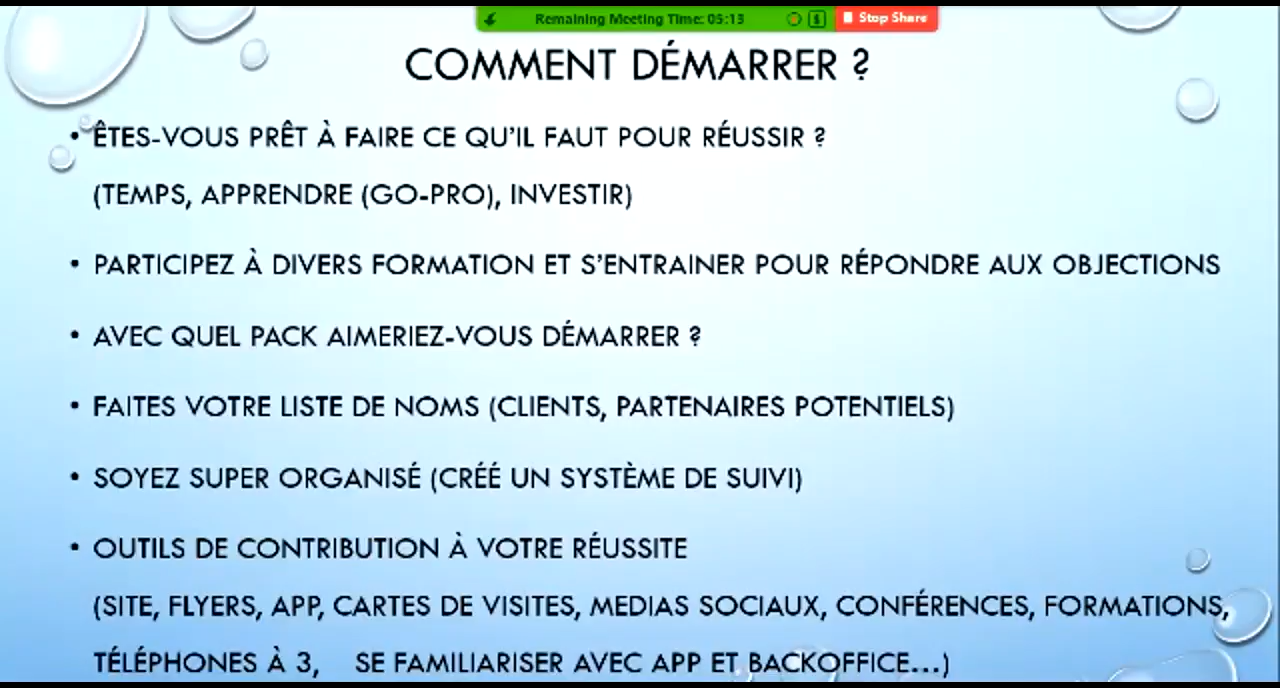 Remaining Meeting Time: 05:13
Stop Share
COMMENT DÉMARRER ?
• ÊTES-VOUS PRÊT À FAIRE CE QU'IL FAUT POUR RÉUSSIR ?
(TEMPS, APPRENDRE (GO-PRO), INVESTIR)
• PARTICIPEZ À DIVERS FORMATION ET S'ENTRAINER POUR RÉPONDRE AUX OBJECTIONS
• AVEC QUEL PACK AIMERIEZ-VOUS DÉMARRER ?
• FAITES VOTRE LISTE DE NOMS (CLIENTS, PARTENAIRES POTENTIELS)
• SOYEZ SUPER ORGANISÉ (CRÉÉ UN SYSTÈME DE SUIVI)
• OUTILS DE CONTRIBUTION À VOTRE RÉUSSITE
(SITE, FLYERS, APP, CARTES DE VISITES, MEDIAS SOCIAUX, CONFÉRENCES, FORMATIONS,
TÉLÉPHONES À 3, SE FAMILIARISER AVEC APP ET BACKOFFICE...)